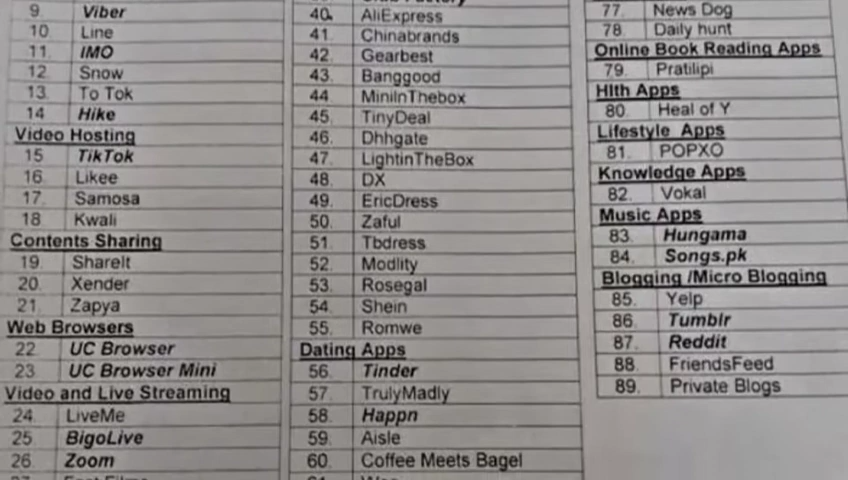 9. Viber
10. Line
11. IMO
12 Snow
13. To Tok
14 Hike
Video Hosting
15 TikTok
16. Likee
17. Samosa
18 Kwali
Contents Sharing
19. ShareIt
20. Xender
21. Zapya
Web Browsers
22 UC Browser
23 UC Browser Mini
Video and Live Streaming
24. LiveMe
25 BigoLive
26 Zoom
40. AliExpress
41. Chinabrands
42. Gearbest
43. Banggood
44. MiniInThebox
45. TinyDeal
46. Dhhgate
47. LightinTheBox
48. DX
49. EricDress
50. Zaful
51. Tbdress
52. Modlity
53. Rosegal
54. Shein
55. Romwe
Dating Apps
56. Tinder
57. TrulyMadly
58. Happn
59. Aisle
60. Coffee Meets Bagel
77. News Dog
78. Daily hunt
Online Book Reading Apps
79. Pratilipi
Hlth Apps
80. Heal of Y
Lifestyle Apps
81. POPXO
Knowledge Apps
82. Vokal
Music Apps
83. Hungama
84. Songs.pk
Blogging /Micro Blogging
85. Yelp
86. Tumblr
87. Reddit
88. FriendsFeed
89. Private Blogs